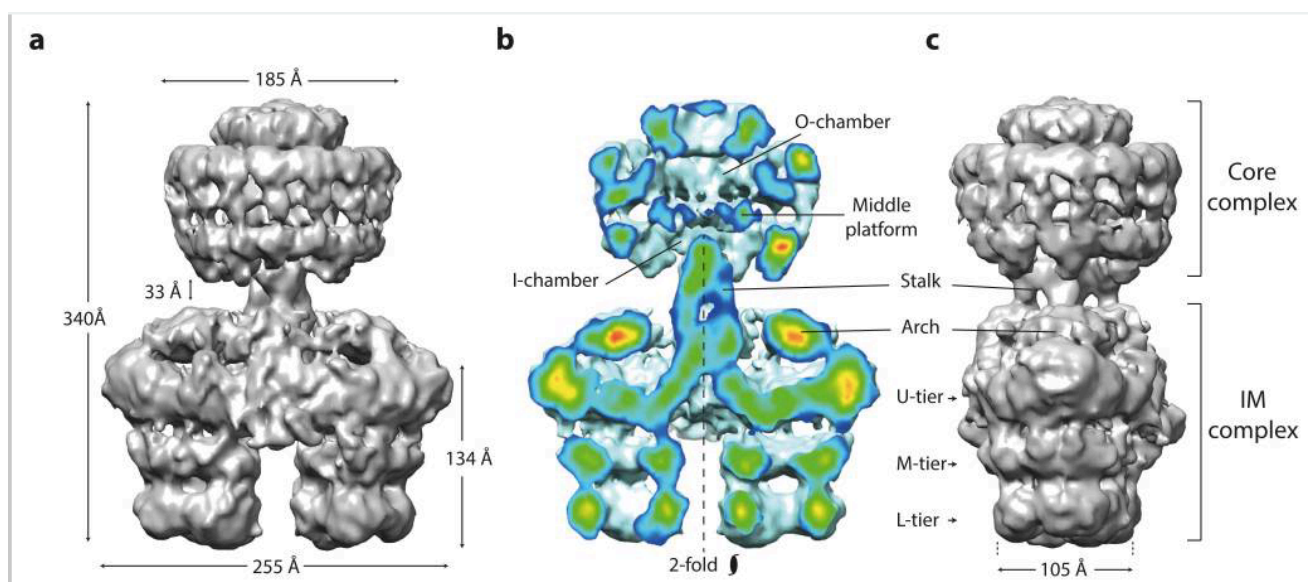 a
b
c
185 Å
O-chamber
Core
complex
Middle
platform
I-chamber
33 Å
Stalk
340Å
Arch
U-tier
IM
complex
134 Å
M-tier
L-tier
255 Å
2-fold
105 Å